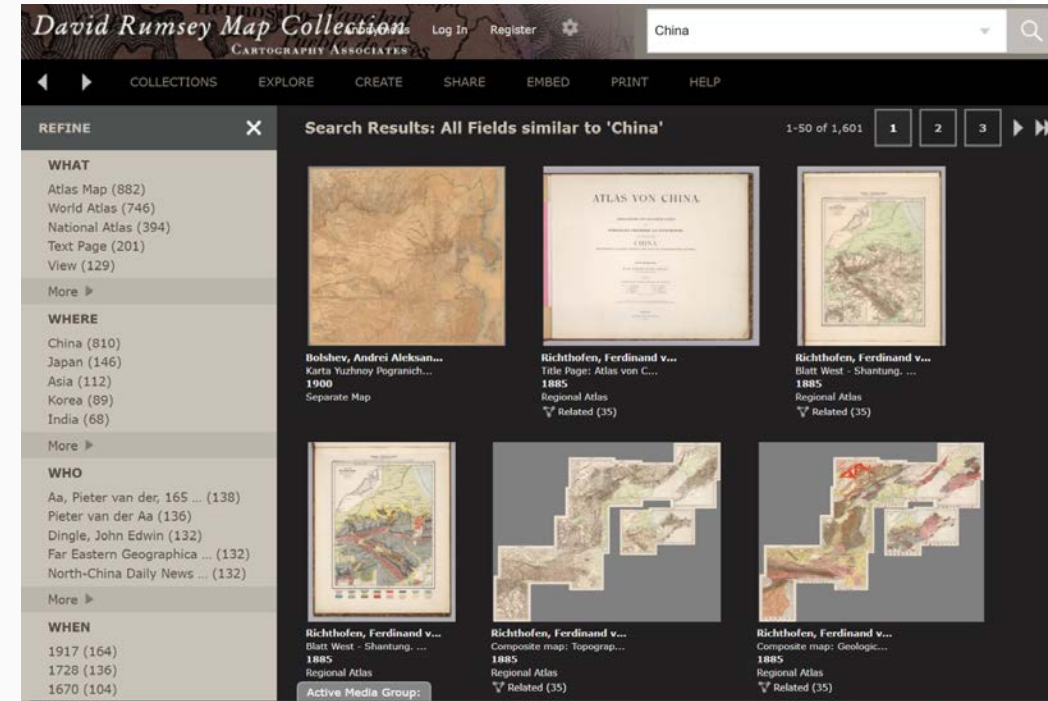 David Rumsey Map Collection
CARTOGRAPHY ASSOCIATES
Anonymous Log In Register
China
COLLECTIONS EXPLORE CREATE SHARE EMBED PRINT HELP
REFINE
WHAT
Atlas Map (882)
World Atlas (746)
National Atlas (394)
Text Page (201)
View (129)
More
WHERE
China (810)
Japan (146)
Asia (112)
Korea (89)
India (68)
More
WHO
Aa, Pieter van der, 165 ... (138)
Pieter van der Aa (136)
Dingle, John Edwin (132)
Far Eastern Geographica ... (132)
North-China Daily News ... (132)
More
WHEN
1917 (164)
1728 (136)
1670 (104)
Search Results: All Fields similar to 'China'
1-50 of 1,601 1 2 3
Bolshev, Andrei Aleksan...
Karta Yuzhnoy Pogranich...
1900
Separate Map
ATLAS VON CHINA.
CHINA
Richthofen, Ferdinand v...
Title Page: Atlas von C...
1885
Regional Atlas
Related (35)
Richthofen, Ferdinand v...
Blatt West - Shantung. ...
1885
Regional Atlas
Related (35)
Richthofen, Ferdinand v...
Blatt West - Shantung. ...
1885
Regional Atlas
Active Media Group:
Richthofen, Ferdinand v...
Composite map: Topograp...
1885
Regional Atlas
Related (35)
Richthofen, Ferdinand v...
Composite map: Geologic...
1885
Regional Atlas
Related (35)